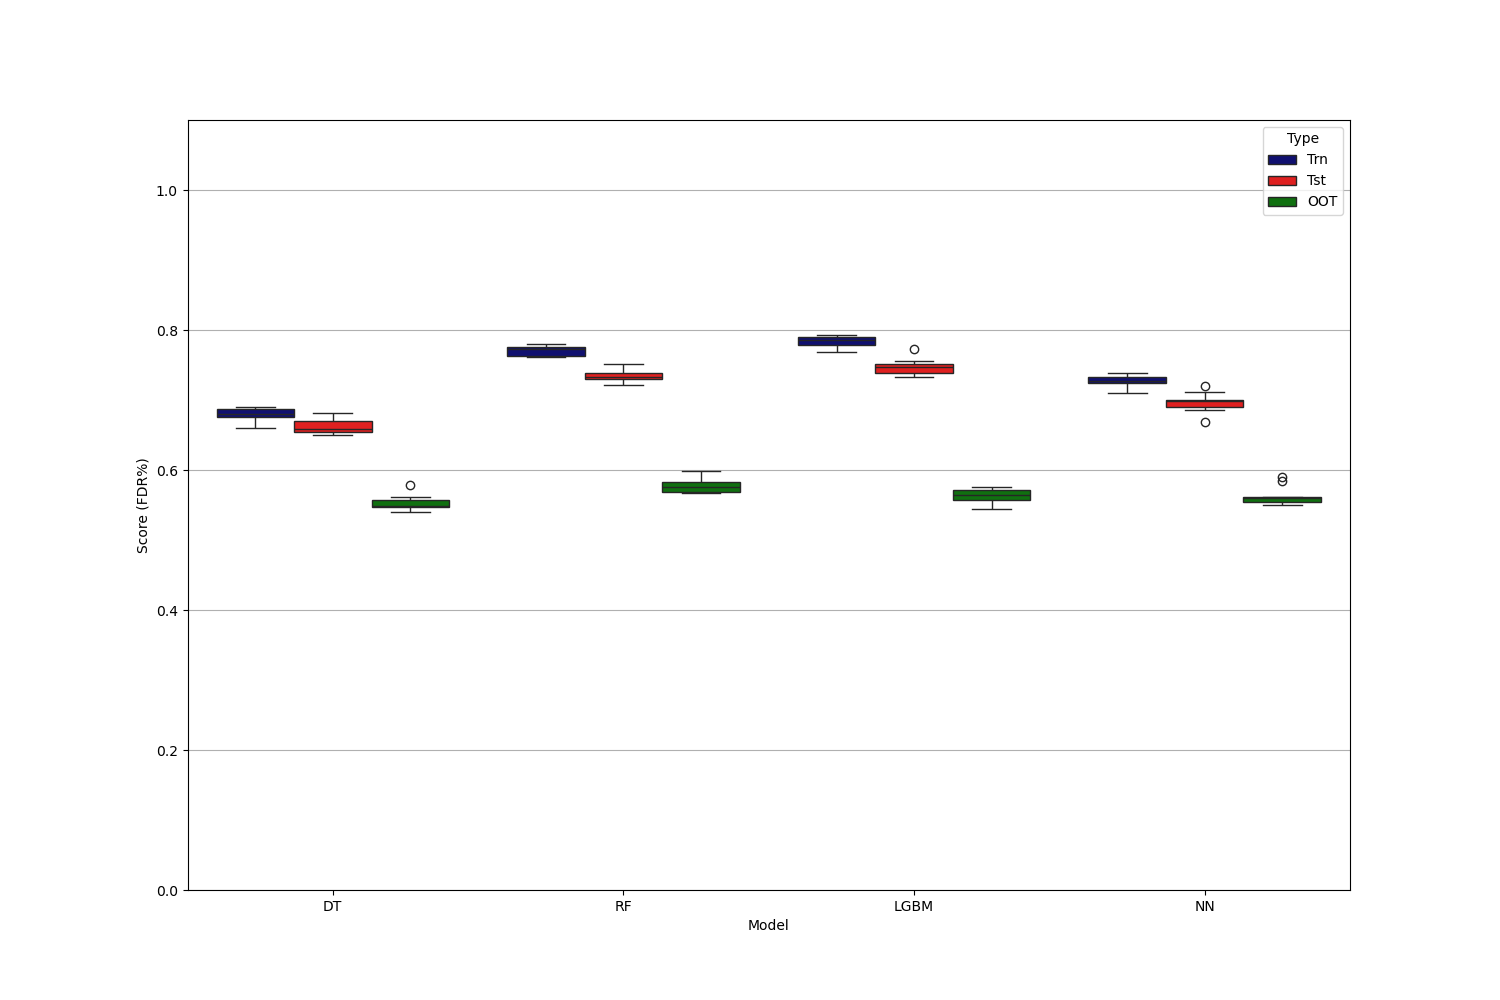 Type
Trn
Tst
OOT
1.0
0.8
0.6
0.4
0.2
0.0
Score (FDR%)
DT RF LGBM NN
Model